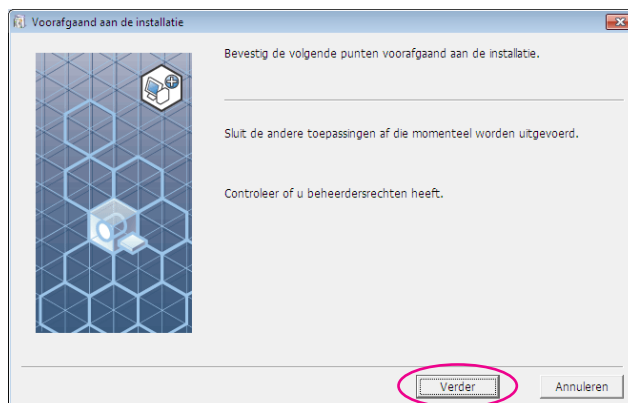 Voorafgaand aan de installatie
Bevestig de volgende punten voorafgaand aan de installatie.
Sluit de andere toepassingen af die momenteel worden uitgevoerd.
Controleer of u beheerdersrechten heeft.
Verder
Annuleren